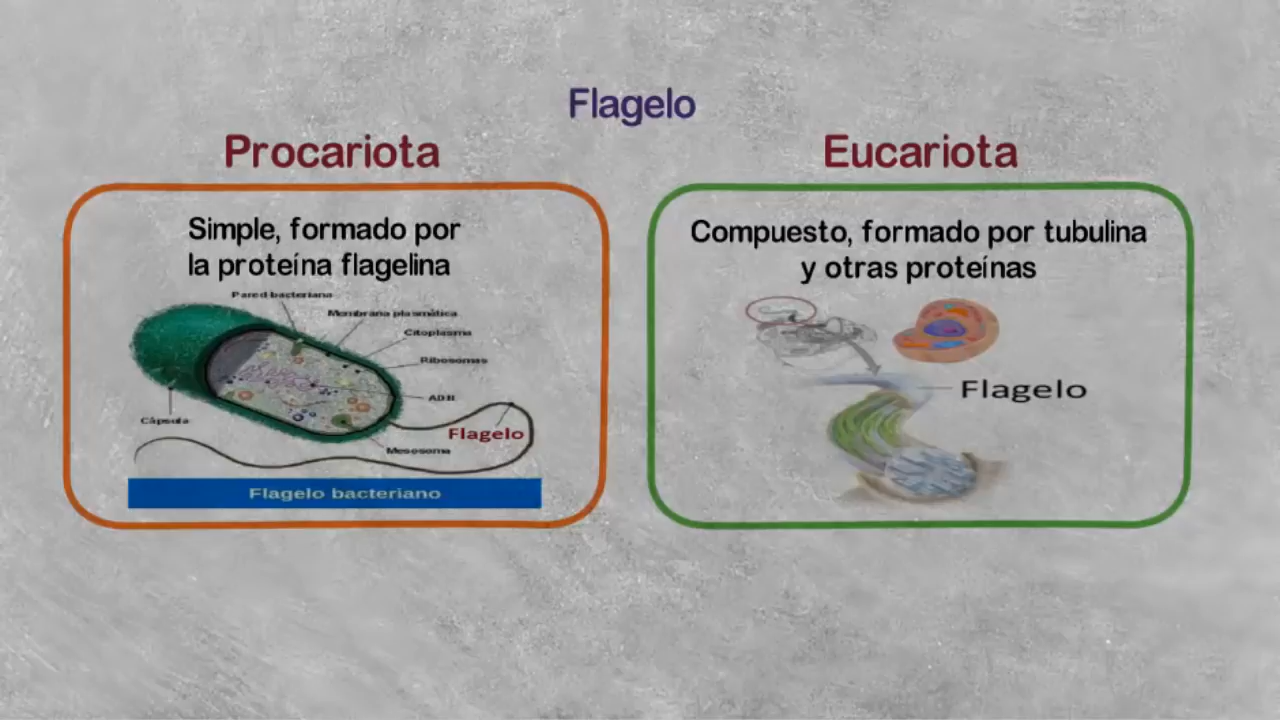 Flagelo
Procariota
Eucariota
Simple, formado por
la proteína flagelina
Pared bacteriana
Membrana plasmática
Citoplasma
Ribosomas
ADN
Cápsula
Flagelo
Mesosoma
Flagelo bacteriano
Compuesto, formado por tubulina
y otras proteínas
Flagelo